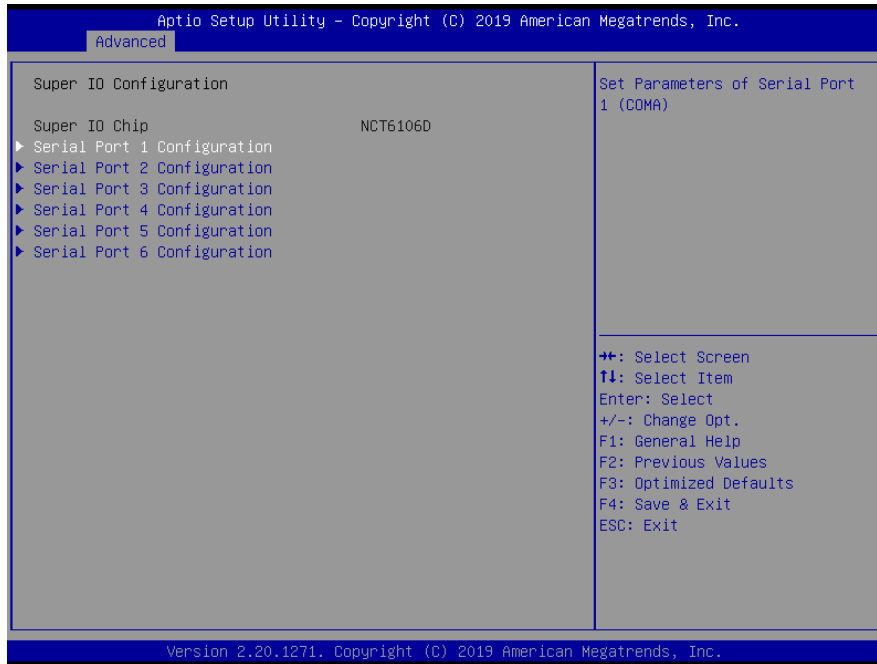 Aptio Setup Utility – Copyright (C) 2019 American Megatrends, Inc.
Advanced
Super IO Configuration
Super IO Chip NCT6106D
Serial Port 1 Configuration
Serial Port 2 Configuration
Serial Port 3 Configuration
Serial Port 4 Configuration
Serial Port 5 Configuration
Serial Port 6 Configuration
Set Parameters of Serial Port
1 (COMA)
→←: Select Screen
↑↓: Select Item
Enter: Select
+/-: Change Opt.
F1: General Help
F2: Previous Values
F3: Optimized Defaults
F4: Save & Exit
ESC: Exit
Version 2.20.1271. Copyright (C) 2019 American Megatrends, Inc.